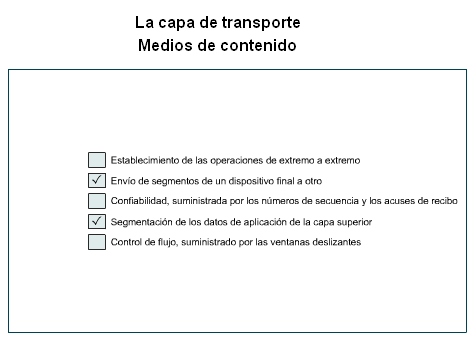 La capa de transporte
Medios de contenido
Establecimiento de las operaciones de extremo a extremo
Envío de segmentos de un dispositivo final a otro
Confiabilidad, suministrada por los números de secuencia y los acuses de recibo
Segmentación de los datos de aplicación de la capa superior
Control de flujo, suministrado por las ventanas deslizantes